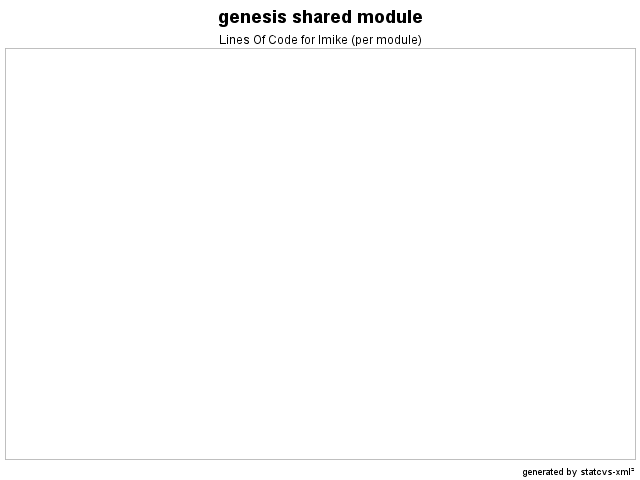 genesis shared module
Lines Of Code for lmike (per module)
generated by statcvs-xml²